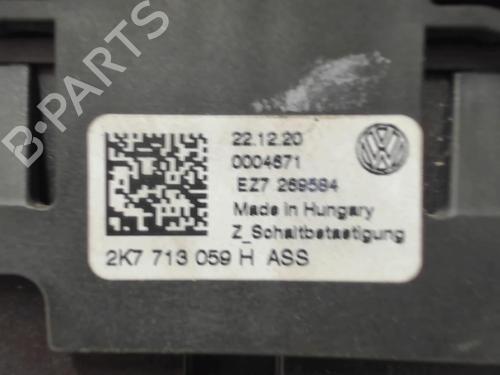 22.12.20
0004671
EZ7 269584
Made in Hungary
Z_Schaltbetaetigung
2K7 713 059 H ASS
B-PARTS